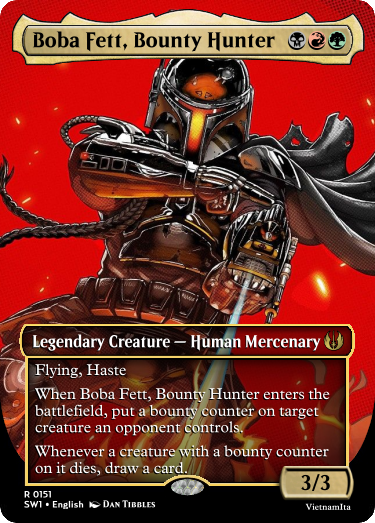 Boba Fett, Bounty Hunter
Legendary Creature — Human Mercenary
Flying, Haste
When Boba Fett, Bounty Hunter enters the
battlefield, put a bounty counter on target
creature an opponent controls.
Whenever a creature with a bounty counter
on it dies, draw a card.
3/3
R 0151
SW1 • English DAN TIBBLES
VietnamIta